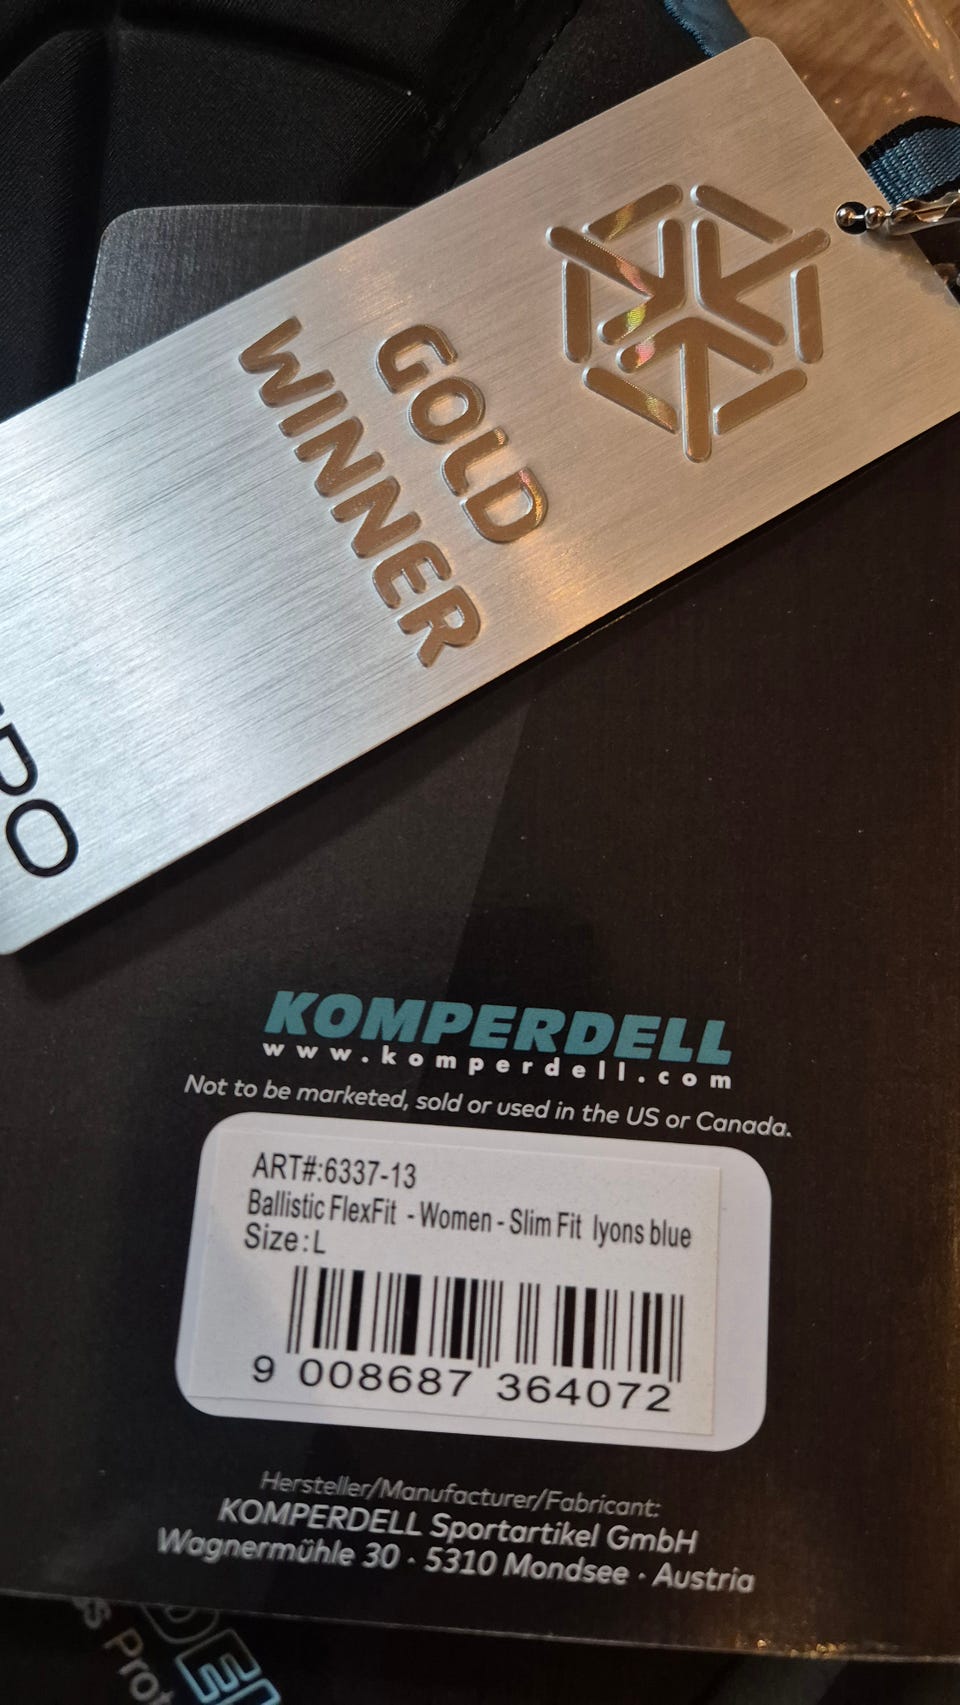 GOLD
WINNER
PO
KOMPERDELL
www.komperdell.com
Not to be marketed, sold or used in the US or Canada.
ART#:6337-13
Ballistic FlexFit - Women - Slim Fit lyons blue
Size:L
9 008687 364072
Hersteller/Manufacturer/Fabricant:
KOMPERDELL Sportartikel GmbH
Wagnermühle 30 · 5310 Mondsee · Austria